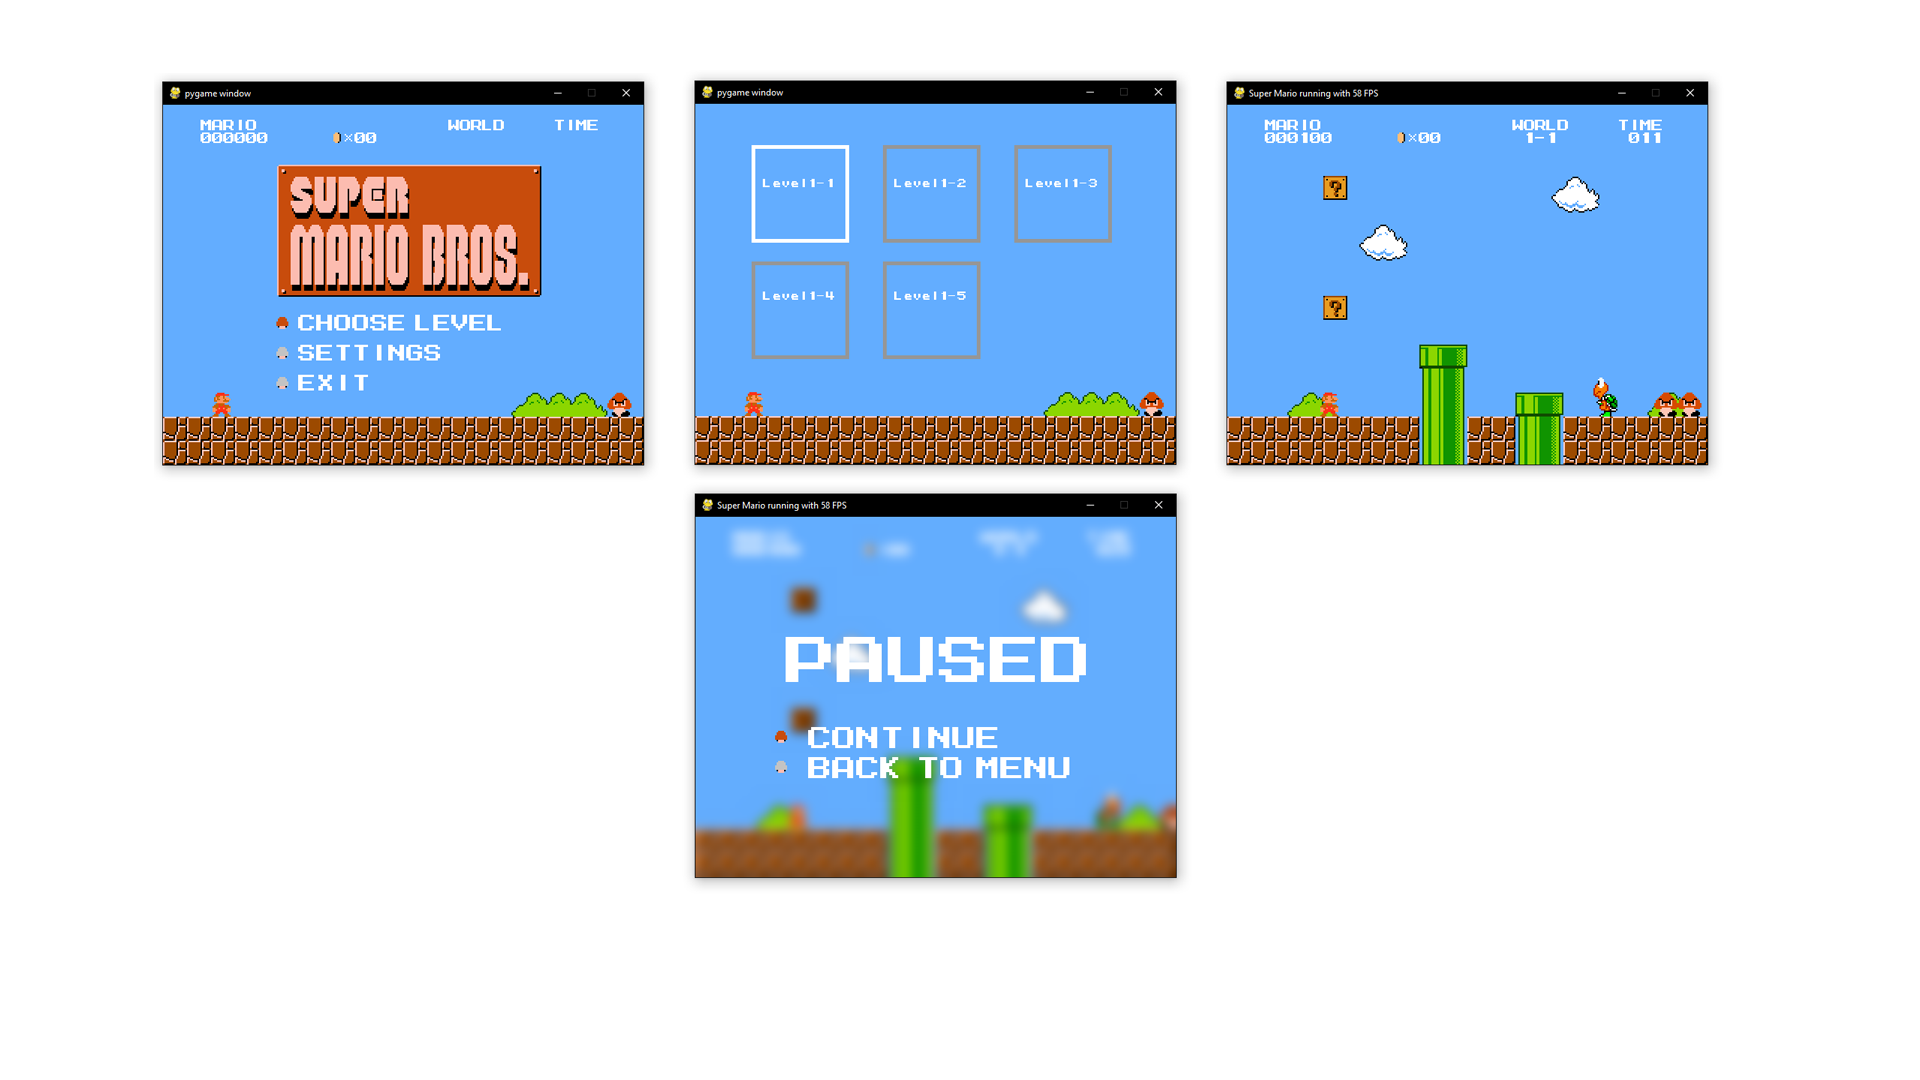 pygame window
MARIO WORLD TIME
000000 ×00
SUPER
MARIO BROS.
CHOOSE LEVEL
SETTINGS
EXIT
pygame window
Level1-1 Level1-2 Level1-3
Level1-4 Level1-5
Super Mario running with 58 FPS
MARIO WORLD TIME
000100 ×00 1-1 011
?
?
Super Mario running with 58 FPS
PAUSED
CONTINUE
BACK TO MENU